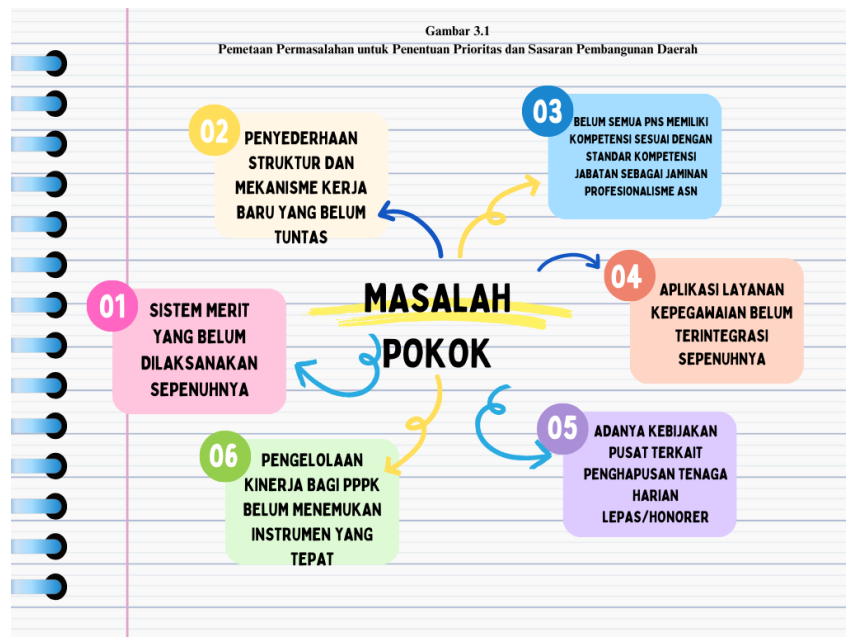 Gambar 3.1
Pemetaan Permasalahan untuk Penentuan Prioritas dan Sasaran Pembangunan Daerah
MASALAH
POKOK
01
SISTEM MERIT
YANG BELUM
DILAKSANAKAN
SEPENUHNYA
02
PENYEDERHAAN
STRUKTUR DAN
MEKANISME KERJA
BARU YANG BELUM
TUNTAS
03
BELUM SEMUA PNS MEMILIKI
KOMPETENSI SESUAI DENGAN
STANDAR KOMPETENSI
JABATAN SEBAGAI JAMINAN
PROFESIONALISME ASN
04
APLIKASI LAYANAN
KEPEGAWAIAN BELUM
TERINTEGRASI
SEPENUHNYA
05
ADANYA KEBIJAKAN
PUSAT TERKAIT
PENGHAPUSAN TENAGA
HARIAN
LEPAS/HONORER
06
PENGELOLAAN
KINERJA BAGI PPPK
BELUM MENEMUKAN
INSTRUMEN YANG
TEPAT